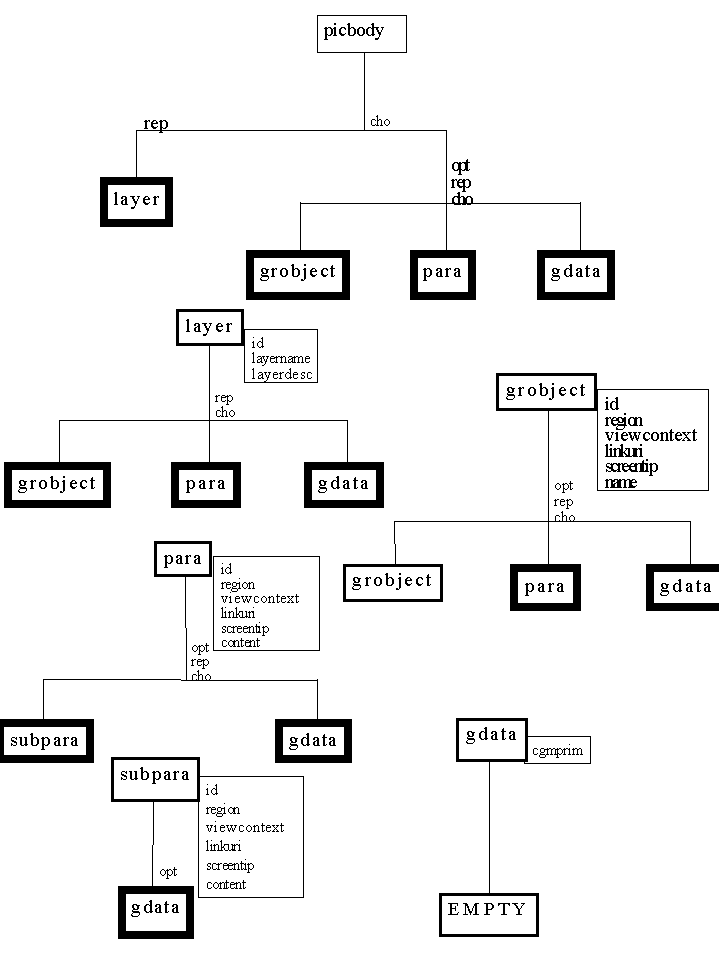 picbody
rep
cho
layer
opt
rep
cho
grobject
para
gdata
layer
id
layername
layerdesc
rep
cho
grobject
para
gdata
grobject
id
region
viewcontext
linkuri
screentip
name
opt
rep
cho
grobject
para
gdata
para
id
region
viewcontext
linkuri
screentip
content
opt
rep
cho
subpara
gdata
subpara
id
region
viewcontext
linkuri
screentip
content
opt
gdata
gdata
cgmprim
EMPTY